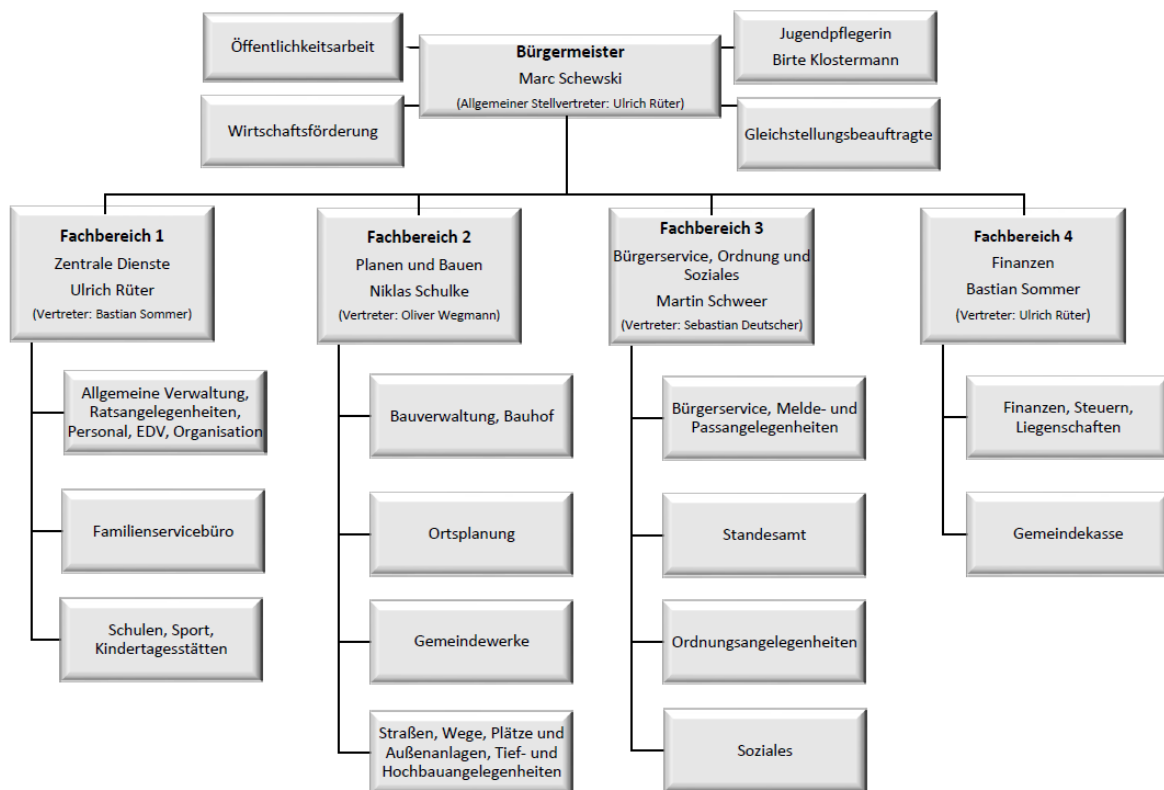 Öffentlichkeitsarbeit
Bürgermeister
Marc Schewski
(Allgemeiner Stellvertreter: Ulrich Rüter)
Jugendpflegerin
Birte Klostermann
Wirtschaftsförderung
Gleichstellungsbeauftragte
Fachbereich 1
Zentrale Dienste
Ulrich Rüter
(Vertreter: Bastian Sommer)
Allgemeine Verwaltung,
Ratsangelegenheiten,
Personal, EDV, Organisation
Familienservicebüro
Schulen, Sport,
Kindertagesstätten
Fachbereich 2
Planen und Bauen
Niklas Schulke
(Vertreter: Oliver Wegmann)
Bauverwaltung, Bauhof
Ortsplanung
Gemeindewerke
Straßen, Wege, Plätze und
Außenanlagen, Tief- und
Hochbauangelegenheiten
Fachbereich 3
Bürgerservice, Ordnung und
Soziales
Martin Schweer
(Vertreter: Sebastian Deutscher)
Bürgerservice, Melde- und
Passangelegenheiten
Standesamt
Ordnungsangelegenheiten
Soziales
Fachbereich 4
Finanzen
Bastian Sommer
(Vertreter: Ulrich Rüter)
Finanzen, Steuern,
Liegenschaften
Gemeindekasse